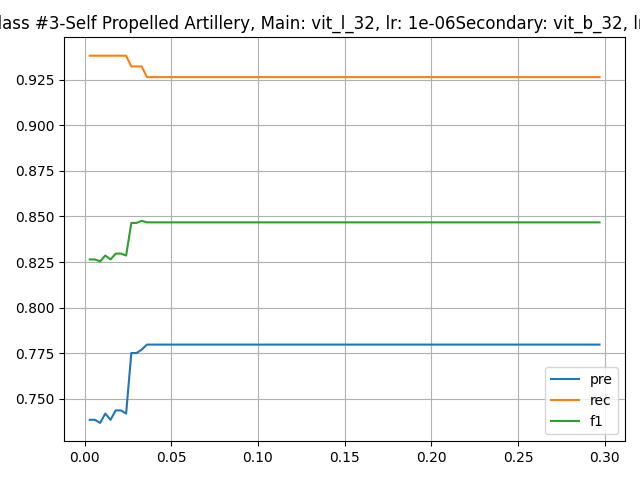 lass #3-Self Propelled Artillery, Main: vit_l_32, lr: 1e-06Secondary: vit_b_32, lr
0.925
0.900
0.875
0.850
0.825
0.800
0.775
0.750
pre
rec
f1
0.00 0.05 0.10 0.15 0.20 0.25 0.30